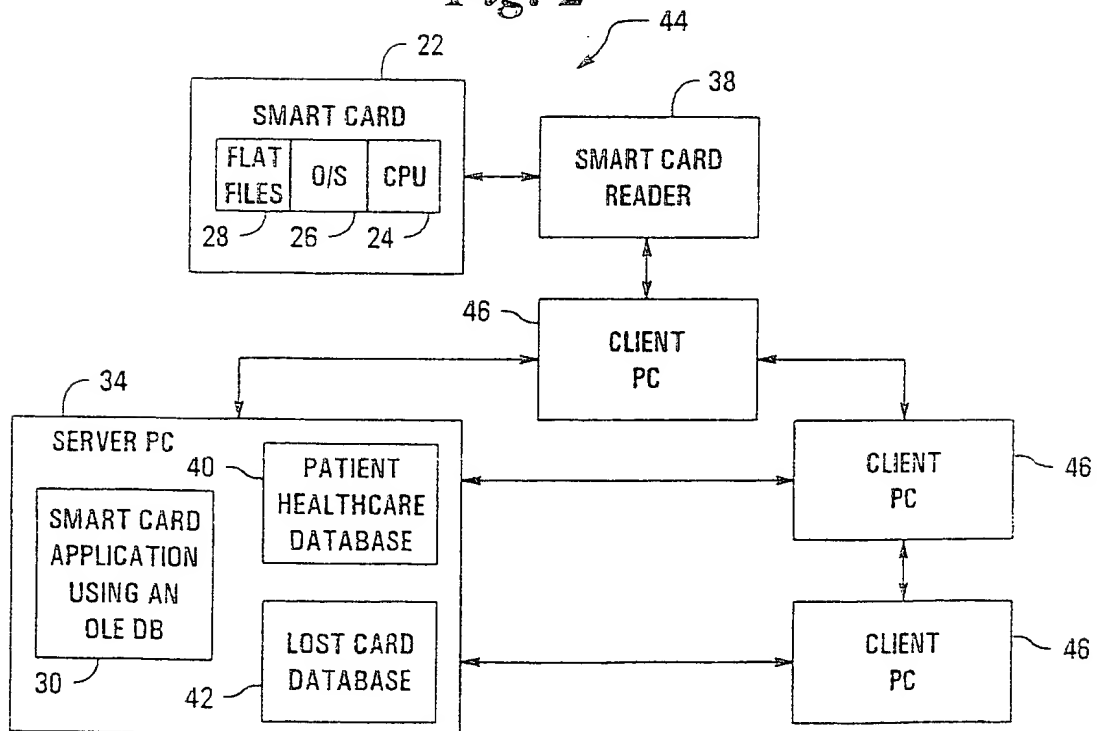 Fig. 2
44
22
38
SMART CARD
FLAT
FILES
O/S
CPU
28
26
24
SMART CARD
READER
46
CLIENT
PC
34
SERVER PC
40
PATIENT
HEALTHCARE
DATABASE
CLIENT
PC
46
SMART CARD
APPLICATION
USING AN
OLE DB
30
42
LOST CARD
DATABASE
CLIENT
PC
46